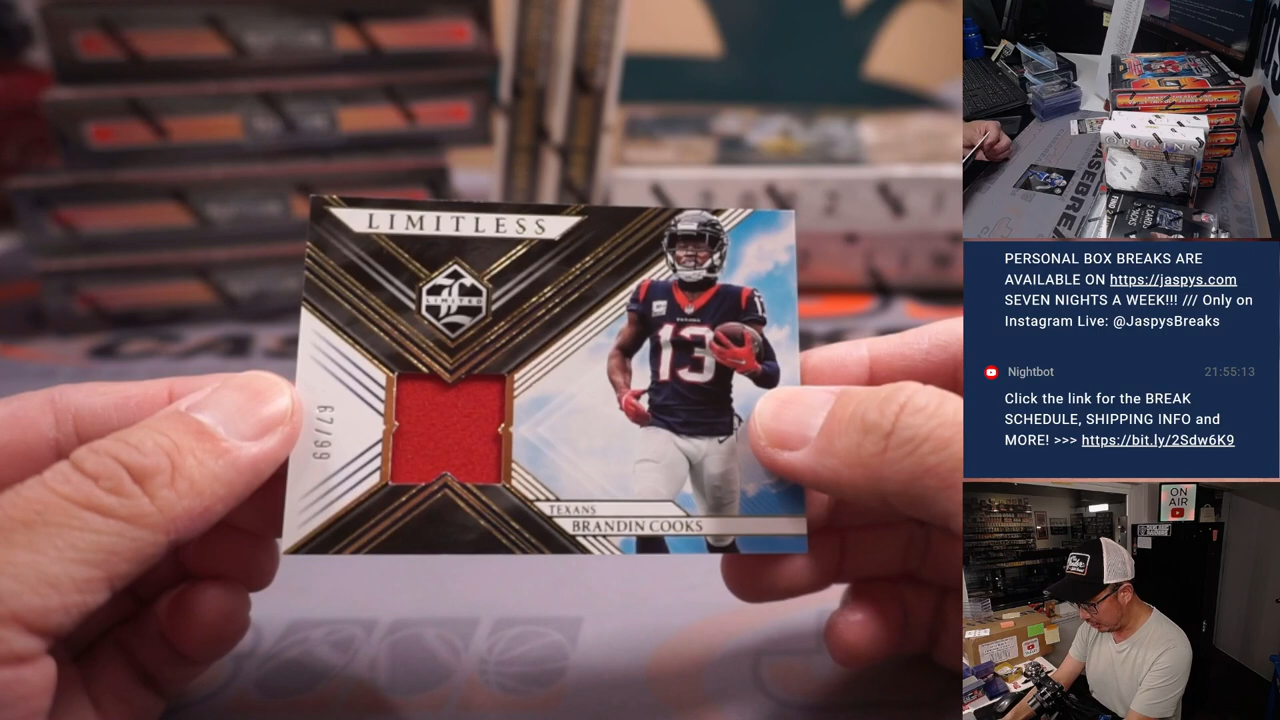 LIMITLESS
LIMITED
67/99
13
TEXANS
BRANDIN COOKS
ORIGINS
PERSONAL BOX BREAKS ARE
AVAILABLE ON https://jaspys.com
SEVEN NIGHTS A WEEK!!! /// Only on
Instagram Live: @JaspysBreaks
Nightbot
21:55:13
Click the link for the BREAK
SCHEDULE, SHIPPING INFO and
MORE! >>> https://bit.ly/2Sdw6K9
ON
AIR